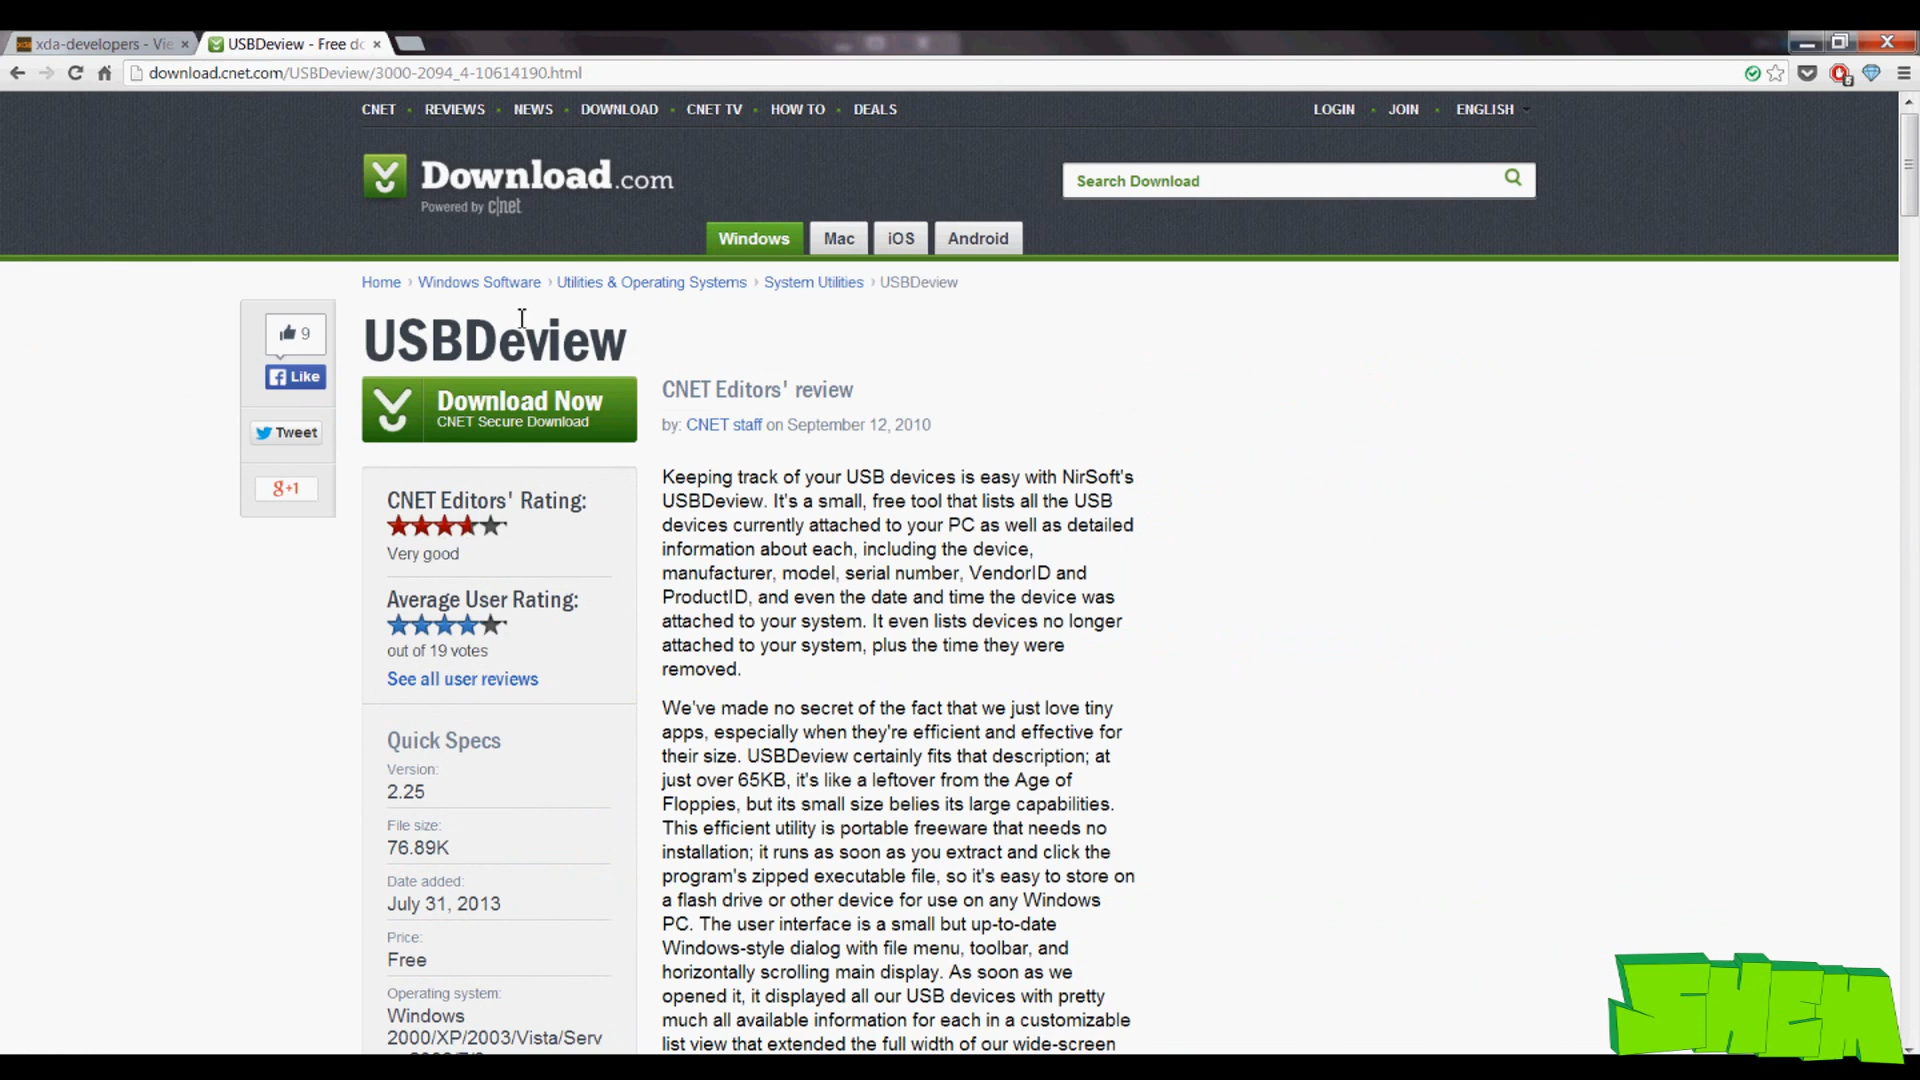 xda-developers - Vie
USBDeview - Free do
download.cnet.com/USBDeview/3000-2094_4-10614190.html
CNET REVIEWS NEWS DOWNLOAD CNET TV HOW TO DEALS
LOGIN JOIN ENGLISH
Download.com
Powered by c|net
Search Download
Windows Mac iOS Android
Home › Windows Software › Utilities & Operating Systems › System Utilities › USBDeview
USBDeview
9
Like
Tweet
g+1
Download Now
CNET Secure Download
CNET Editors' Rating:
Very good
Average User Rating:
out of 19 votes
See all user reviews
Quick Specs
Version:
2.25
File size:
76.89K
Date added:
July 31, 2013
Price:
Free
Operating system:
Windows
2000/XP/2003/Vista/Serv
CNET Editors' review
by: CNET staff on September 12, 2010
Keeping track of your USB devices is easy with NirSoft's
USBDeview. It's a small, free tool that lists all the USB
devices currently attached to your PC as well as detailed
information about each, including the device,
manufacturer, model, serial number, VendorID and
ProductID, and even the date and time the device was
attached to your system. It even lists devices no longer
attached to your system, plus the time they were
removed.
We've made no secret of the fact that we just love tiny
apps, especially when they're efficient and effective for
their size. USBDeview certainly fits that description; at
just over 65KB, it's like a leftover from the Age of
Floppies, but its small size belies its large capabilities.
This efficient utility is portable freeware that needs no
installation; it runs as soon as you extract and click the
program's zipped executable file, so it's easy to store on
a flash drive or other device for use on any Windows
PC. The user interface is a small but up-to-date
Windows-style dialog with file menu, toolbar, and
horizontally scrolling main display. As soon as we
opened it, it displayed all our USB devices with pretty
much all available information for each in a customizable
list view that extended the full width of our wide-screen